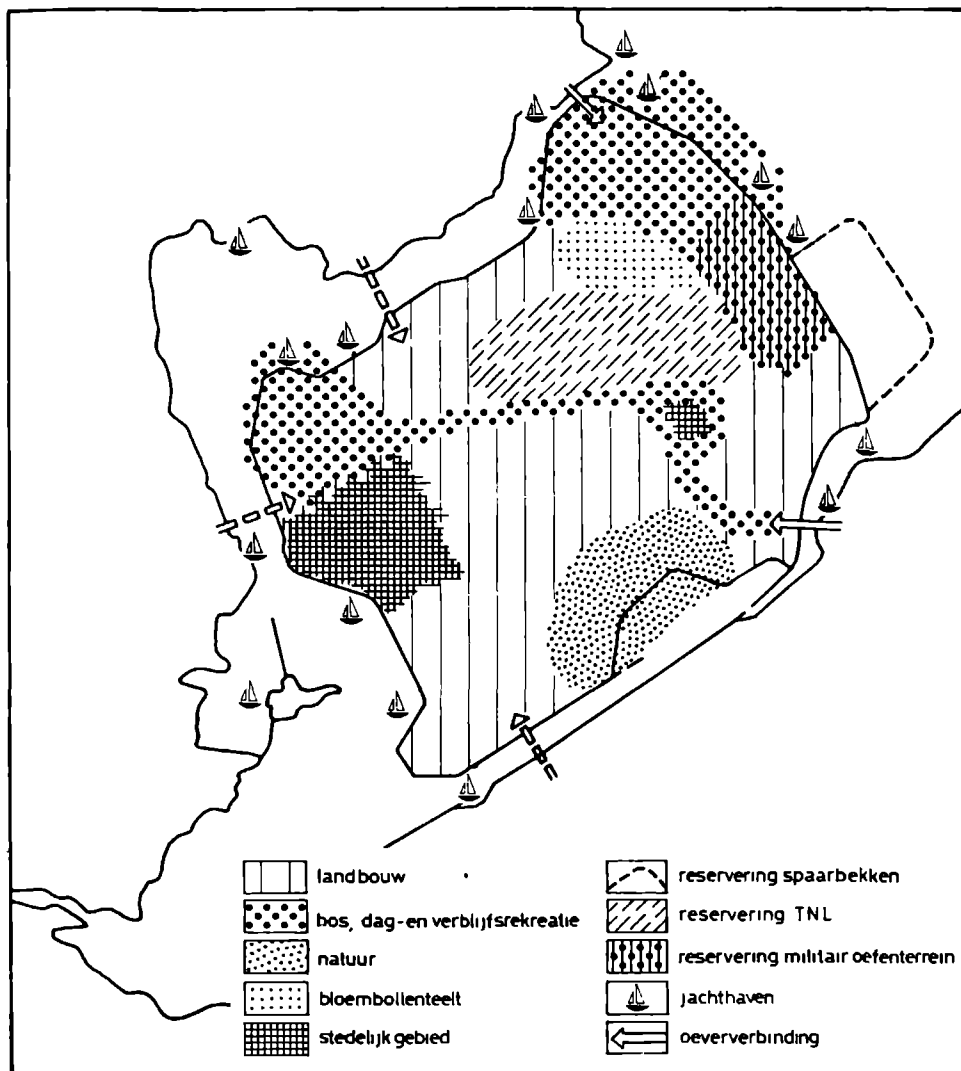 landbouw
bos, dag-en verblijfsrekreatie
natuur
bloembollenteelt
stedelijk gebied
reservering spaarbekken
reservering TNL
reservering militair oefenterrein
jachthaven
oeververbinding